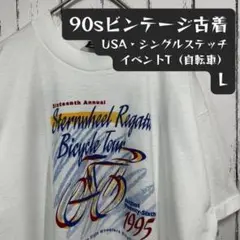 90sビンテージ古着
USA・シングルステッチ
イベントT（自転車）
L
Sixteenth Annual
Sternwheel Regatta
Bicycle Tour
1995